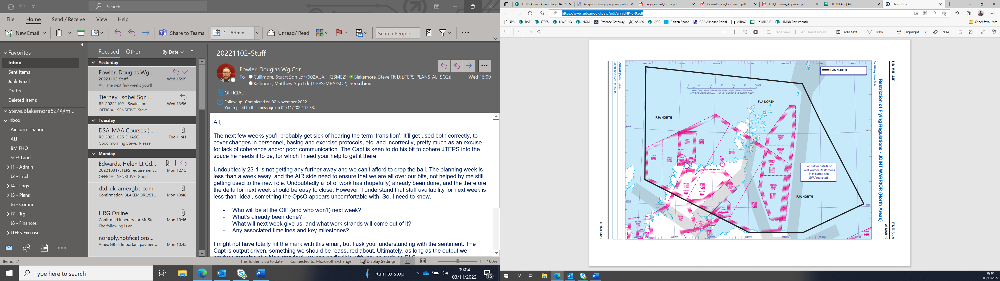 Search
File Home Send / Receive View Help
New Email Share to Teams J1 - Admin Unread/ Read Search People
Favorites
Inbox
Sent Items
Junk Email
Drafts
Deleted Items
Steve.Blakemore824@m...
Inbox
Airspace change
ALI
BM FHQ
SO3 Land
J1 - Admin
J2 - Intel
J4 - Logs
J5 - Plans
J6 - Comms
J7 - Trg
J8 - Finances
JTEPS Exercises
Focused Other By Date
Yesterday
Fowler, Douglas Wg ...
20221102-Stuff Wed 15:09
All, The next few weeks you'll
Tierney, Isobel Sqn L...
RE: 20221102 - Swainston Wed 13:56
OFFICIAL-SENSITIVE Steve,
Tuesday
DSA-MAA Courses (...
RE: 20221025-DHASC Tue 11:41
Good morning Steve, Please
Monday
Edwards, Helen Lt Cd...
20221031- JTEPS requirement ... Mon 12:15
OFFICIAL-SENSITIVE Good
dtd-uk-amexgbt-com
Confirmation: BLAKEMORE/ST... Mon 10:48
HRG Online
Confirmed Itinerary for Mr Ste... Mon 10:46
The following is an
noreply.notifications...
Amex GBT - Important paymen... Mon 10:45
20221102-Stuff
Fowler, Douglas Wg Cdr
To Cullimore, Stuart Sqn Ldr (602AUX-HQSME2); Blakemore, Steve Flt Lt (JTEPS-PLANS-ALI SO2); Wed 15:09
Kallmeier, Matthew Sqn Ldr (JTEPS-MPA-SO2); +5 others
OFFICIAL
Follow up. Completed on 02 November 2022.
You replied to this message on 02/11/2022 15:33.
All,
The next few weeks you'll probably get sick of hearing the term 'transition'. It'll get used both correctly, to
cover changes in personnel, basing and exercise protocols, etc, and incorrectly, pretty much as an excuse
for lack of coherence and/or poor communication. The Capt is keen to do his bit to cohere JTEPS into the
space he needs it to be, for which I need your help to get it there.
Undoubtedly 23-1 is not getting any further away and we can't afford to drop the ball. The planning week is
less than a week away, and the AIR side need to ensure that we are all over our bits, not helped by me still
getting used to the new role. Undoubtedly a lot of work has (hopefully) already been done, and the therefore
the delta for next week should be easy to close. However, I understand that staff availability for next week is
less than ideal, something the OpsO appears uncomfortable with. So, I need to know:
- Who will be at the OIF (and who won't) next week?
- What's already been done?
- What will next week give us, and what work strands will come out of it?
- Any associated timelines and key milestones?
I might not have totally hit the mark with this email, but I ask your understanding with the sentiment. The
Capt is output driven, something we should be reassured about. Ultimately, as long as the output we
Items: 47 This folder is up to date. Connected to: Microsoft Exchange Display Settings 100%
Type here to search Rain to stop 09:04
03/11/2022 15
JTEPS Admin Area - Stage 3A OS Airspace change proposal publi Engagement_Letter.pdf Consultation_Document.pdf Full_Options_Appraisal.pdf UK Mil AIP | AIP ENR-6-9.pdf
https://www.aidu.mod.uk/aip/pdf/enr/ENR-6-9.pdf
JPA RAF JTEPS NWD HQ NOM Defence Gateway ASIMS ACP Citizen Space CAA Airspace Portal AIRAC UK Mil AIP HMNB Portsmouth Other favourites
1 of 1 Page view Read aloud Add text Draw Highlight Erase
UK MIL AIP
ENR 6 - 9
28 MAR 19
For Military Users Only.
Restriction of Flying Regulations - JOINT WARRIOR (North Areas)
FJA NORTH
10 0 10 20 30 40 50NM
Note: Only relevant aeronautical/topographical detail is shown.
NOT FOR OPERATIONAL USE - PLANNING PURPOSES ONLY
FJA NORTH
FJA NORTH
FJA NORTH
For further details on
Joint Warrior Restrictions
in this area see
SW Area chart.
CHANGE (04/19): Update.
AERO INFO DATE: 15 JAN 19
AIRAC 04/19
09:04
03/11/2022